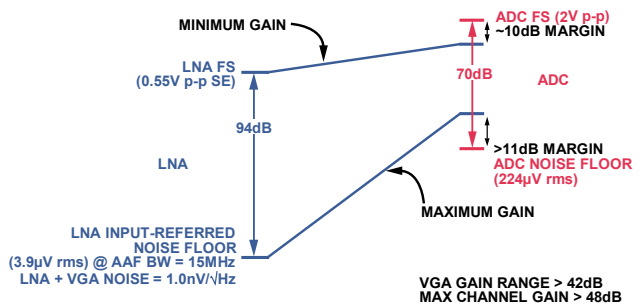 MINIMUM GAIN
ADC FS (2V p-p)
~10dB MARGIN
LNA FS
(0.55V p-p SE)
70dB
ADC
94dB
LNA
>11dB MARGIN
ADC NOISE FLOOR
(224µV rms)
MAXIMUM GAIN
LNA INPUT-REFERRED
NOISE FLOOR
(3.9µV rms) @ AAF BW = 15MHz
LNA + VGA NOISE = 1.0nV/√Hz
VGA GAIN RANGE > 42dB
MAX CHANNEL GAIN > 48dB